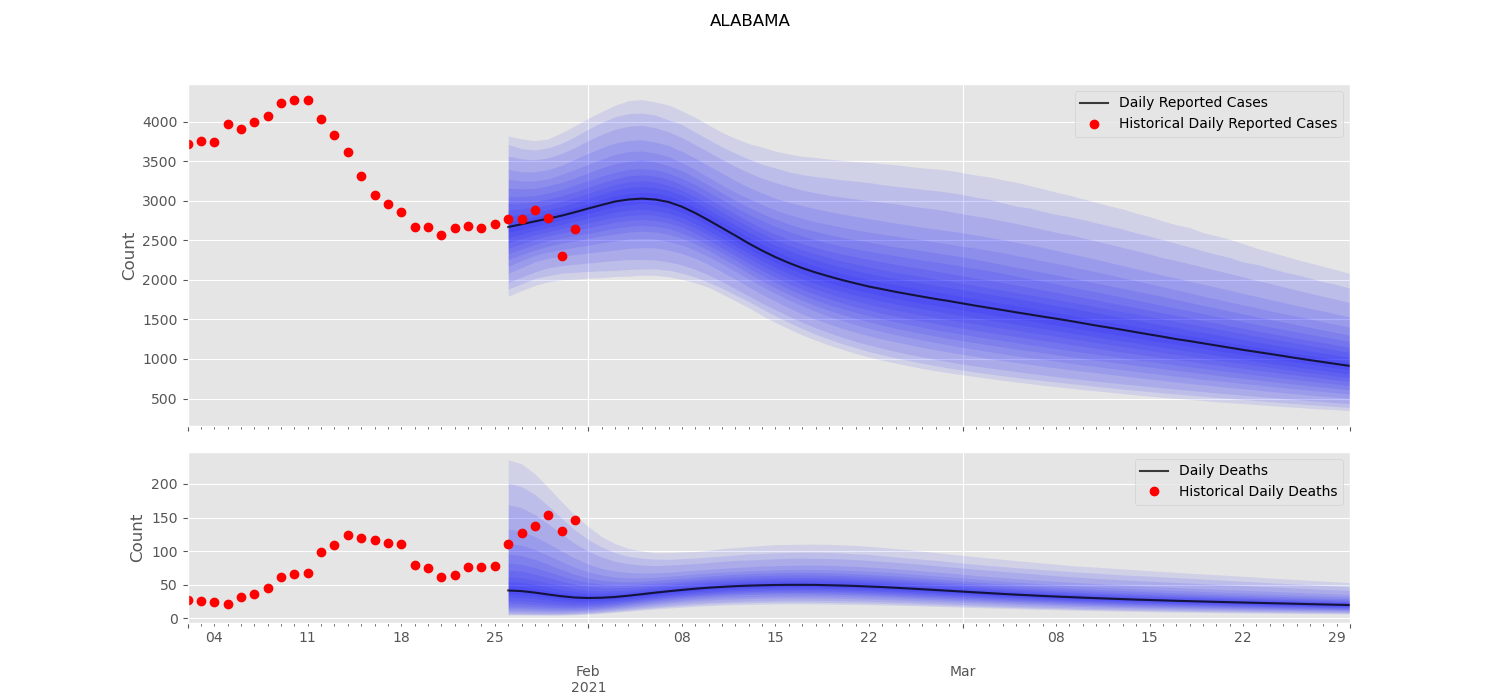 ALABAMA
Daily Reported Cases
Historical Daily Reported Cases
Count
4000
3500
3000
2500
2000
1500
1000
500
Daily Deaths
Historical Daily Deaths
Count
200
150
100
50
0
04 11 18 25 08 15 22 08 15 22 29
Feb Mar
2021